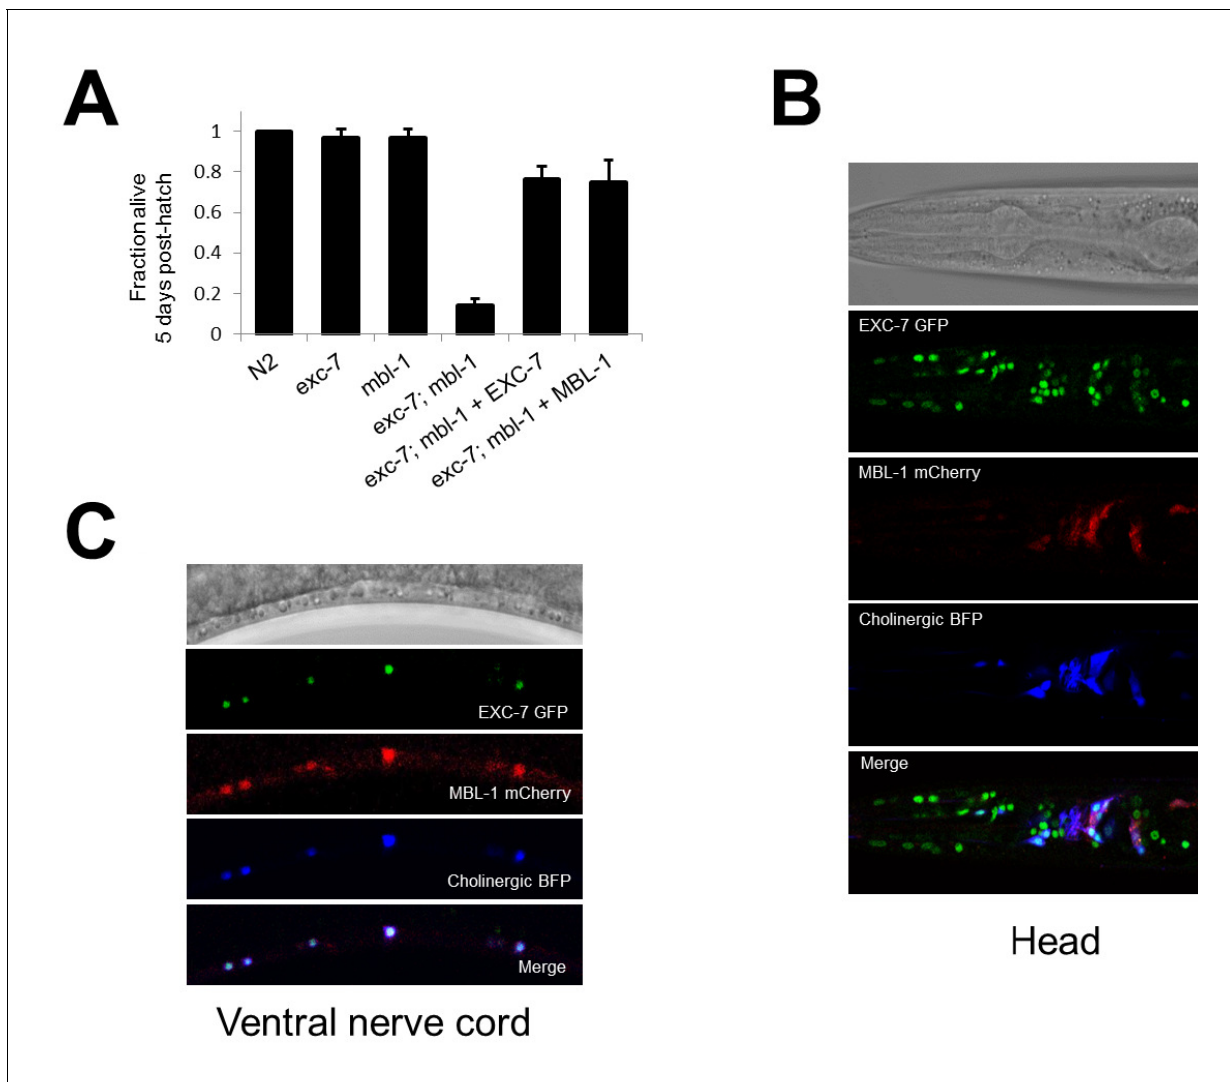 A
Fraction alive
5 days post-hatch
1
0.8
0.6
0.4
0.2
0
N2
exc-7
mbl-1
exc-7; mbl-1
exc-7; mbl-1 + EXC-7
exc-7; mbl-1 + MBL-1
B
EXC-7 GFP
MBL-1 mCherry
Cholinergic BFP
Merge
Head
C
EXC-7 GFP
MBL-1 mCherry
Cholinergic BFP
Merge
Ventral nerve cord